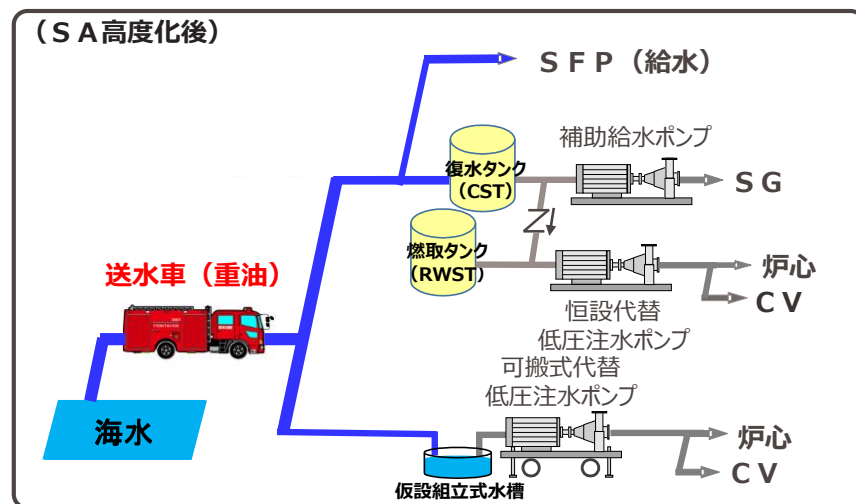 （ＳＡ高度化後）
ＳＦＰ（給水）
補助給水ポンプ
復水タンク
（CST）
ＳＧ
燃取タンク
（RWST）
送水車（重油）
炉心
ＣＶ
恒設代替
低圧注水ポンプ
可搬式代替
低圧注水ポンプ
海水
炉心
ＣＶ
仮設組立式水槽